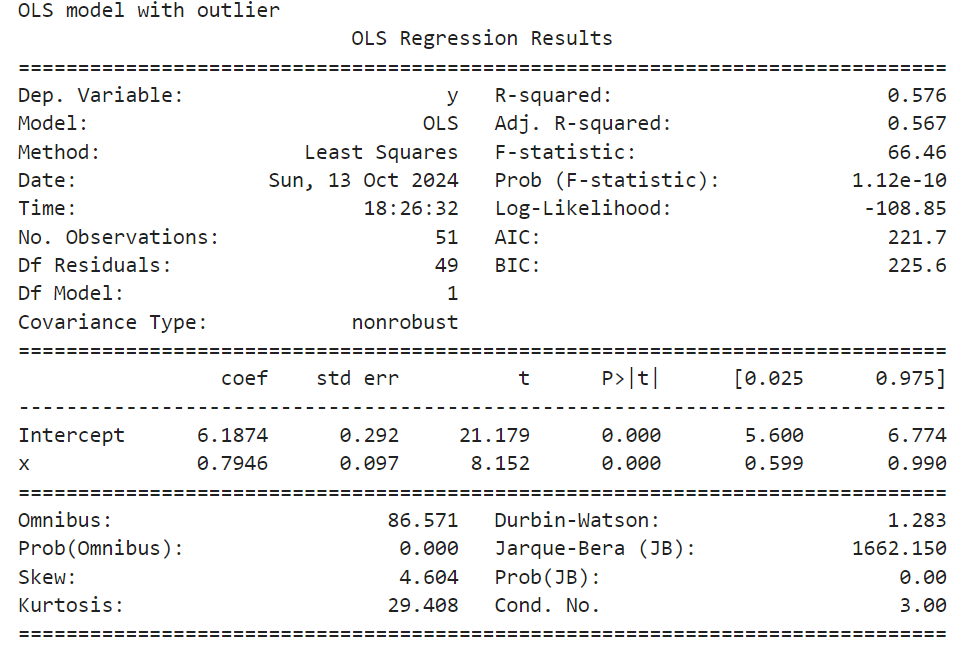 OLS model with outlier
OLS Regression Results
==============================================================================
Dep. Variable:                      y   R-squared:                       0.576
Model:                            OLS   Adj. R-squared:                  0.567
Method:                 Least Squares   F-statistic:                     66.46
Date:                Sun, 13 Oct 2024   Prob (F-statistic):           1.12e-10
Time:                        18:26:32   Log-Likelihood:                -108.85
No. Observations:                  51   AIC:                             221.7
Df Residuals:                      49   BIC:                             225.6
Df Model:                           1
Covariance Type:            nonrobust
==============================================================================
                 coef    std err          t      P>|t|      [0.025      0.975]
------------------------------------------------------------------------------
Intercept      6.1874      0.292     21.179      0.000       5.600       6.774
x              0.7946      0.097      8.152      0.000       0.599       0.990
==============================================================================
Omnibus:                       86.571   Durbin-Watson:                   1.283
Prob(Omnibus):                  0.000   Jarque-Bera (JB):             1662.150
Skew:                           4.604   Prob(JB):                         0.00
Kurtosis:                      29.408   Cond. No.                         3.00
==============================================================================